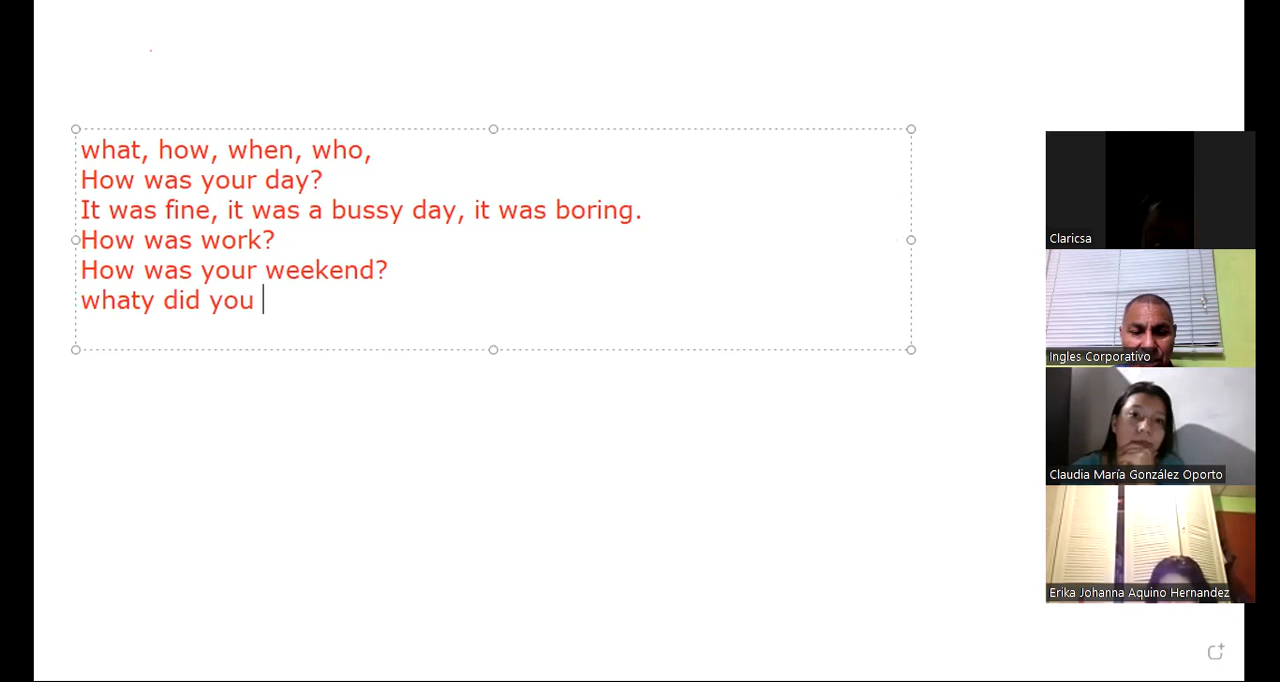 what, how, when, who,
How was your day?
It was fine, it was a bussy day, it was boring.
How was work?
How was your weekend?
whaty did you
Claricsa
Ingles Corporativo
Claudia María González Oporto
Erika Johanna Aquino Hernandez